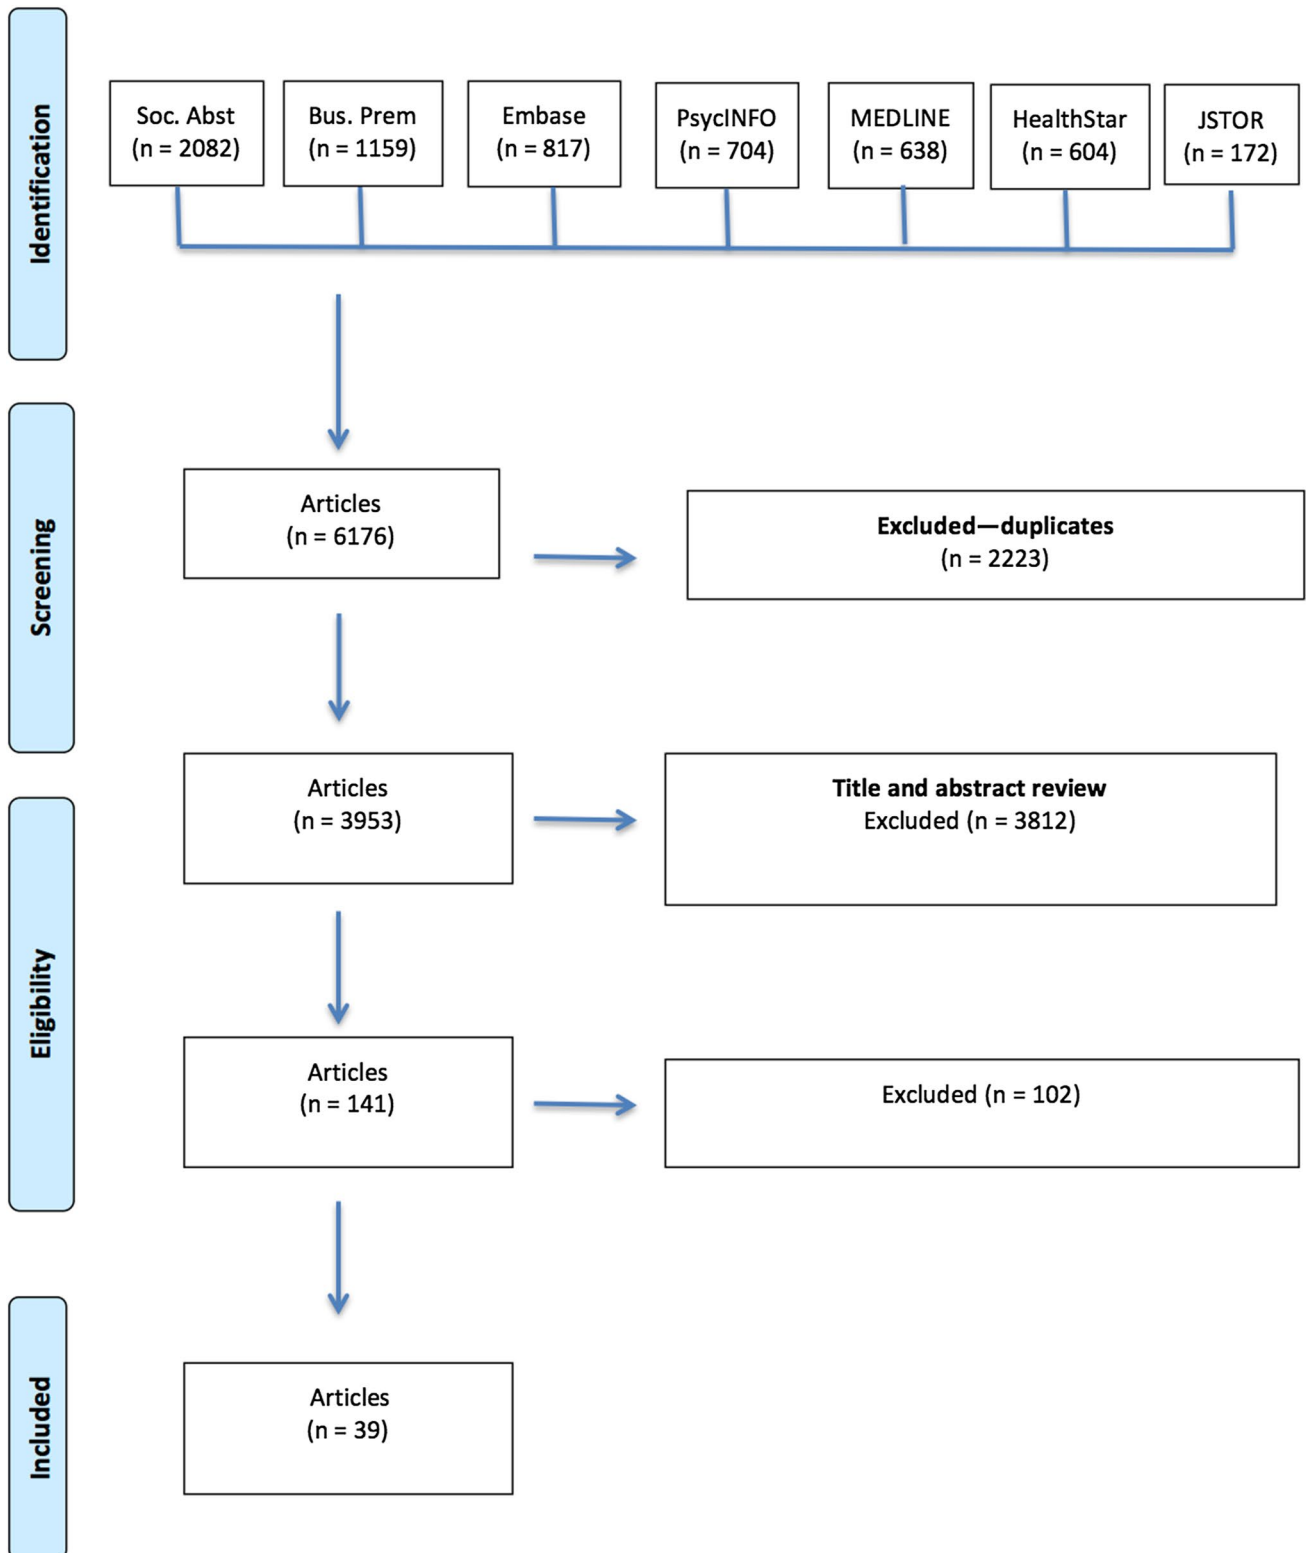 Identification
Soc. Abst
(n = 2082)
Bus. Prem
(n = 1159)
Embase
(n = 817)
PsycINFO
(n = 704)
MEDLINE
(n = 638)
HealthStar
(n = 604)
JSTOR
(n = 172)
Screening
Articles
(n = 6176)
Excluded—duplicates
(n = 2223)
Articles
(n = 3953)
Title and abstract review
Excluded (n = 3812)
Eligibility
Articles
(n = 141)
Excluded (n = 102)
Included
Articles
(n = 39)